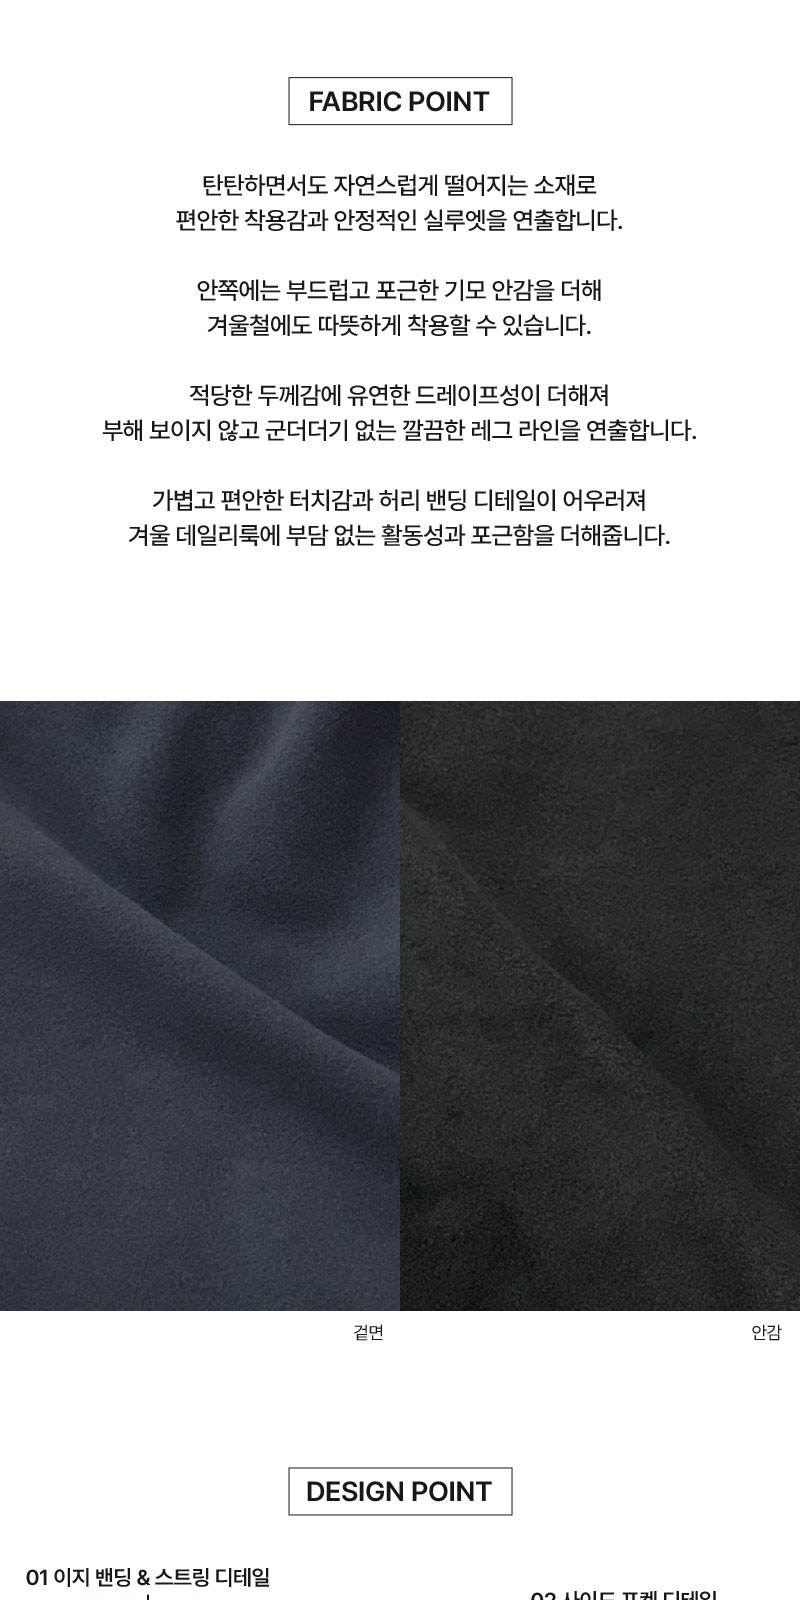 FABRIC POINT
탄탄하면서도 자연스럽게 떨어지는 소재로
편안한 착용감과 안정적인 실루엣을 연출합니다.
안쪽에는 부드럽고 포근한 기모 안감을 더해
겨울철에도 따뜻하게 착용할 수 있습니다.
적당한 두께감에 유연한 드레이프성이 더해져
부해 보이지 않고 군더더기 없는 깔끔한 레그 라인을 연출합니다.
가볍고 편안한 터치감과 허리 밴딩 디테일이 어우러져
겨울 데일리룩에 부담 없는 활동성과 포근함을 더해줍니다.
겉면
안감
DESIGN POINT
01 이지 밴딩 & 스트링 디테일
02 사이드 포켓 디테일